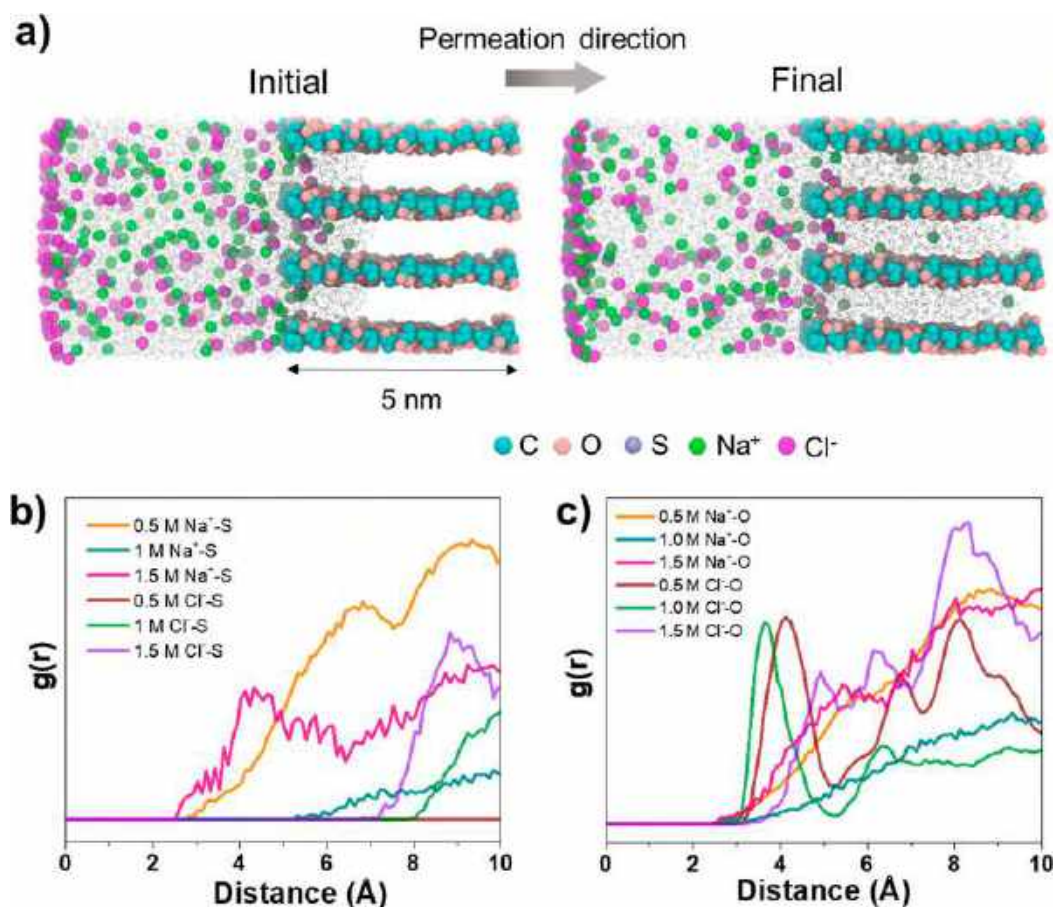 a)
Permeation direction
Initial
Final
5 nm
C O S Na⁺ Cl⁻
b)
0.5 M Na⁺-S
1 M Na⁺-S
1.5 M Na⁺-S
0.5 M Cl⁻-S
1 M Cl⁻-S
1.5 M Cl⁻-S
g(r)
0 2 4 6 8 10
Distance (Å)
c)
0.5 M Na⁺-O
1.0 M Na⁺-O
1.5 M Na⁺-O
0.5 M Cl⁻-O
1.0 M Cl⁻-O
1.5 M Cl⁻-O
g(r)
0 2 4 6 8 10
Distance (Å)